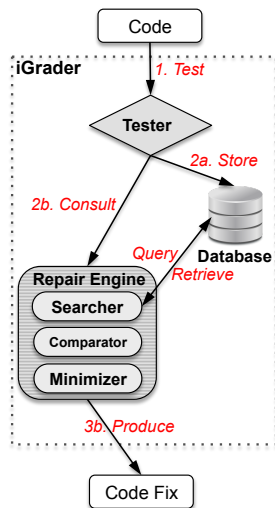 Code
1. Test
iGrader
Tester
2a. Store
2b. Consult
Query
Retrieve
Database
Repair Engine
Searcher
Comparator
Minimizer
3b. Produce
Code Fix